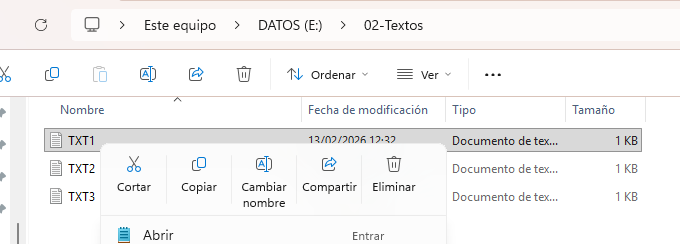 Este equipo > DATOS (E:) > 02-Textos
Ordenar Ver ...
Nombre Fecha de modificación Tipo Tamaño
TXT1 13/02/2026 12:32 Documento de tex... 1 KB
TXT2 Documento de tex... 1 KB
TXT3 Documento de tex... 1 KB
Cortar Copiar Cambiar nombre Compartir Eliminar
Abrir Entrar